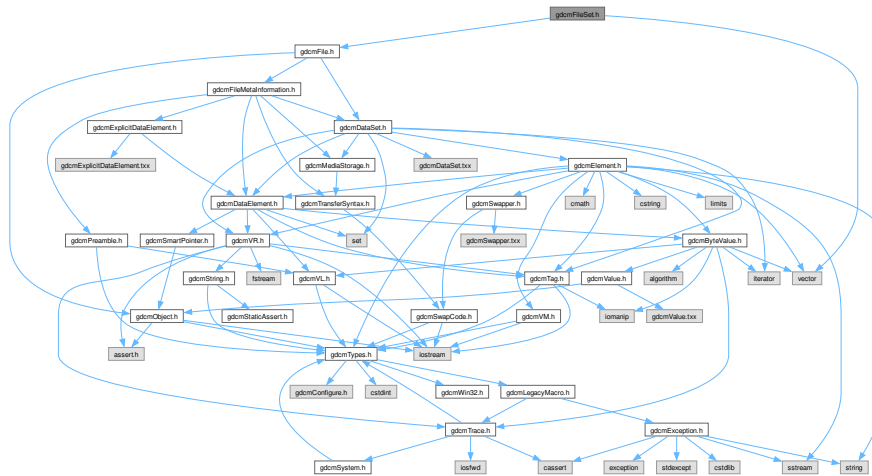 gdcmFileSet.h
gdcmFile.h
gdcmFileMetaInformation.h
gdcmExplicitDataElement.h
gdcmDataSet.h
gdcmExplicitDataElement.txx
gdcmMediaStorage.h
gdcmDataSet.txx
gdcmElement.h
gdcmDataElement.h
gdcmTransferSyntax.h
gdcmSwapper.h
cmath
cstring
limits
gdcmPreamble.h
gdcmSmartPointer.h
gdcmVR.h
set
gdcmSwapper.txx
gdcmByteValue.h
gdcmString.h
fstream
gdcmVL.h
gdcmTag.h
gdcmValue.h
algorithm
iterator
vector
gdcmObject.h
gdcmStaticAssert.h
gdcmSwapCode.h
gdcmVM.h
iomanip
gdcmValue.txx
assert.h
gdcmTypes.h
iostream
gdcmConfigure.h
cstdint
gdcmWin32.h
gdcmLegacyMacro.h
gdcmTrace.h
gdcmException.h
gdcmSystem.h
iosfwd
cassert
exception
stdexcept
cstdlib
sstream
string